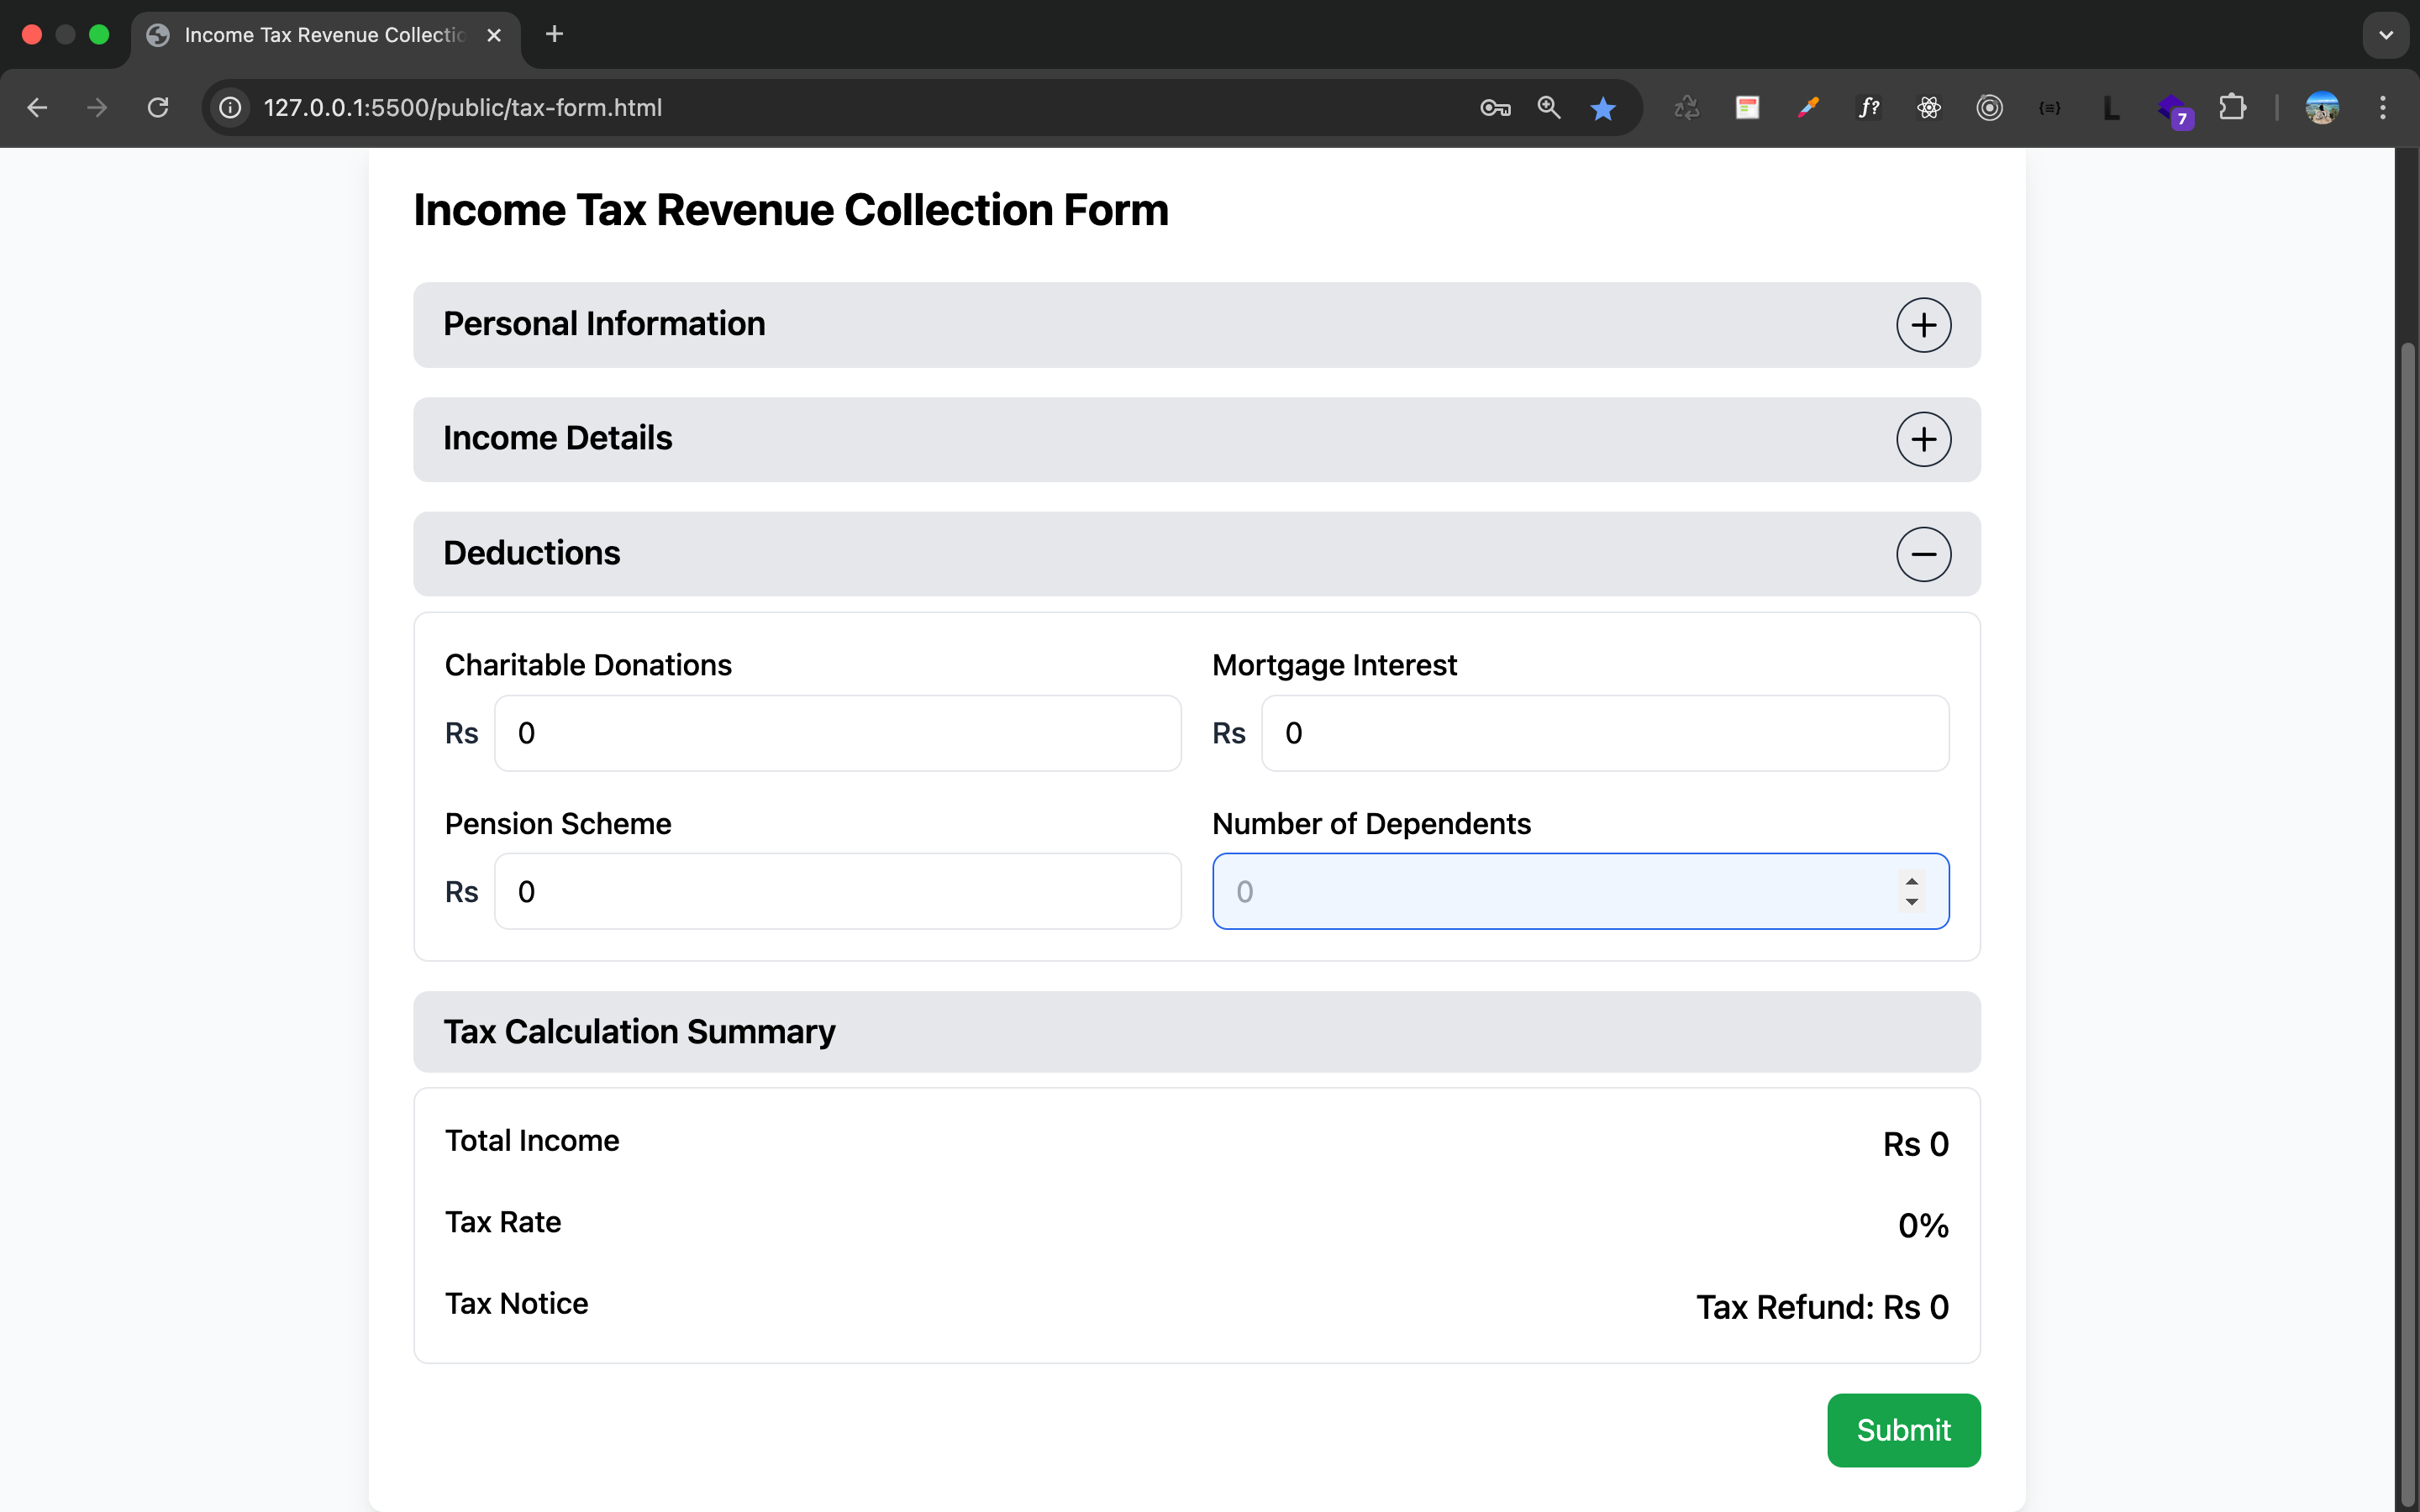 Income Tax Revenue Collectio
127.0.0.1:5500/public/tax-form.html
f?
{≡}
L
7
Income Tax Revenue Collection Form
Personal Information
Income Details
Deductions
Charitable Donations
Mortgage Interest
Rs 0
Rs 0
Pension Scheme
Number of Dependents
Rs 0
0
Tax Calculation Summary
Total Income
Rs 0
Tax Rate
0%
Tax Notice
Tax Refund: Rs 0
Submit